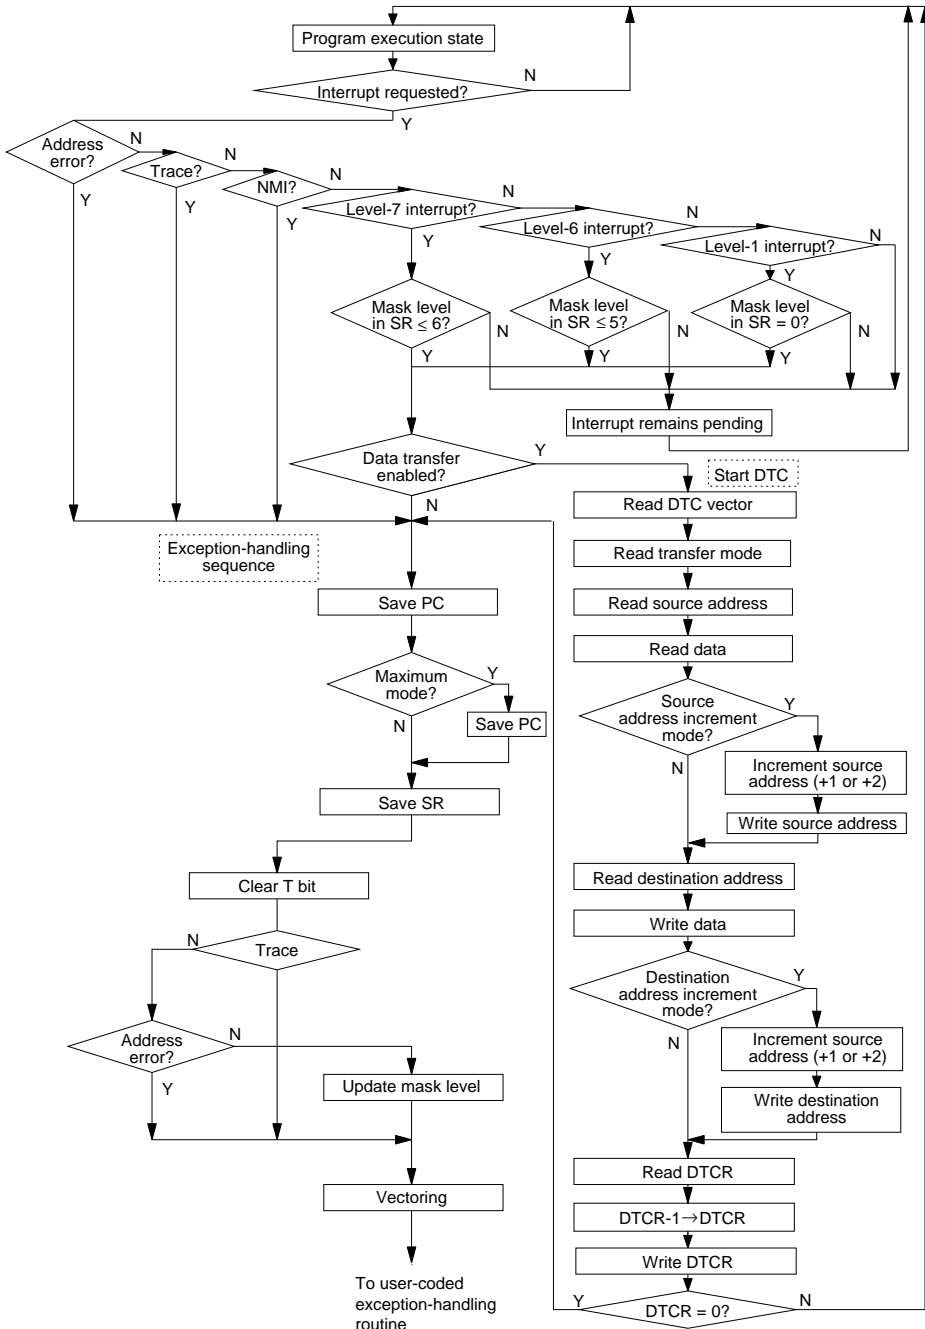 Program execution state
N
Interrupt requested?
Y
Address
error?
N
Trace?
N
NMI?
N
Level-7 interrupt?
N
Level-6 interrupt?
N
Level-1 interrupt?
N
Y
Y
Y
Y
Y
Y
Mask level
in SR ≤ 6?
N
Mask level
in SR ≤ 5?
N
Mask level
in SR = 0?
N
Y
Y
Y
Interrupt remains pending
Data transfer
enabled?
Y
N
Start DTC
Read DTC vector
Exception-handling
sequence
Read transfer mode
Save PC
Read source address
Read data
Maximum
mode?
Y
N
Save PC
Source
address increment
mode?
Y
N
Increment source
address (+1 or +2)
Save SR
Write source address
Clear T bit
Read destination address
Write data
N
Trace
Destination
address increment
mode?
Y
N
Address
error?
N
Y
Increment source
address (+1 or +2)
Update mask level
Write destination
address
Read DTCR
Vectoring
DTCR-1→DTCR
Write DTCR
To user-coded
exception-handling
routine
Y
DTCR = 0?
N